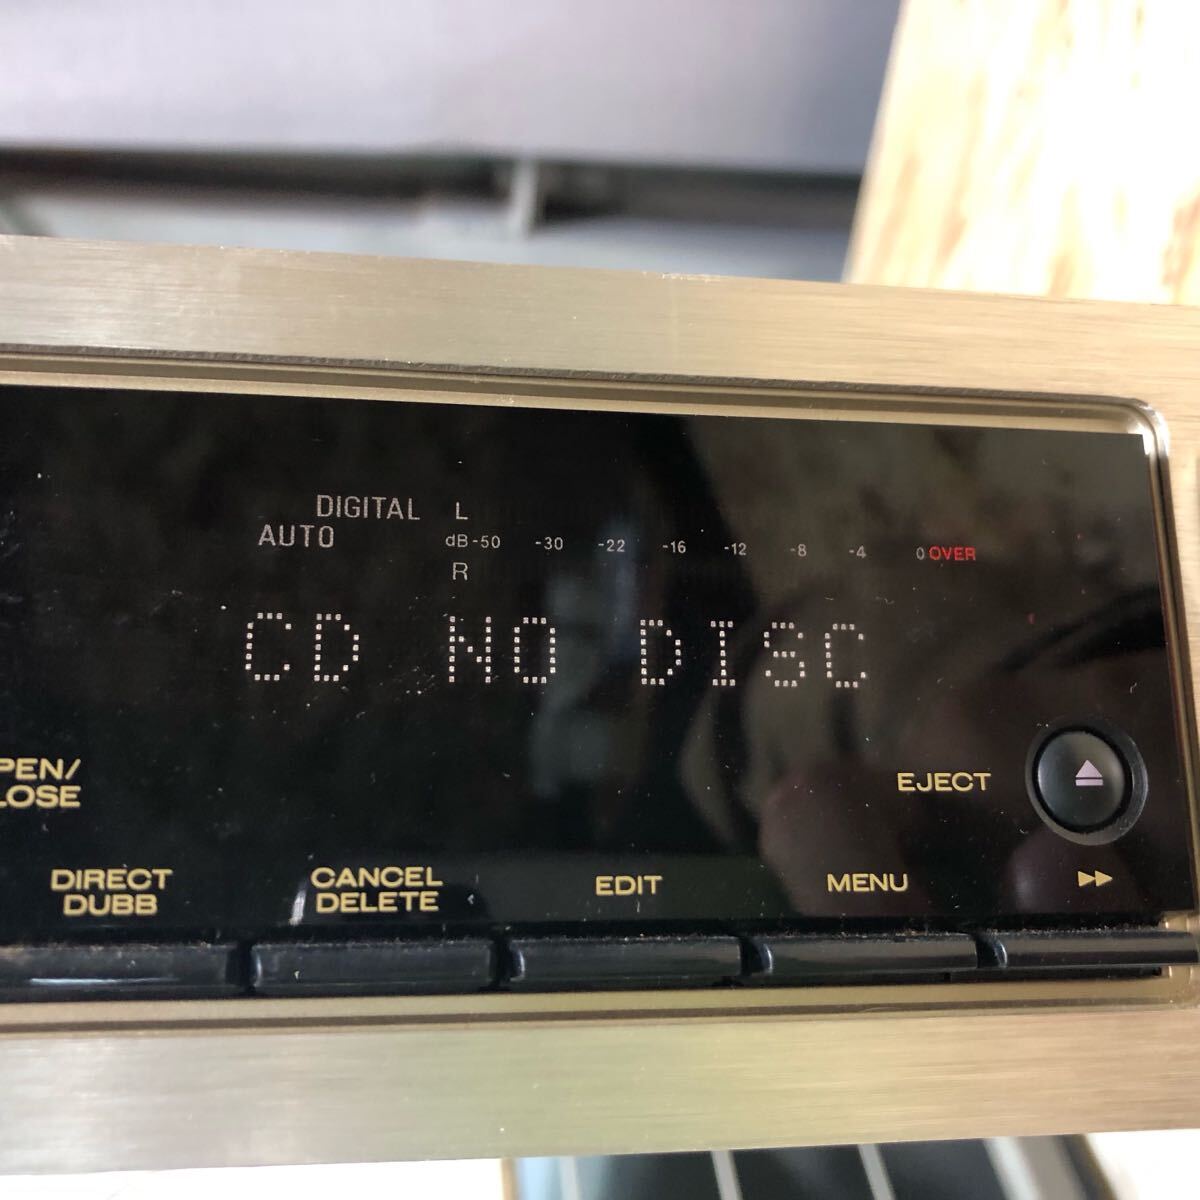 DIGITAL L
AUTO dB -50 -30 -22 -16 -12 -8 -4 0 OVER
R
CD NO DISC
PEN/
LOSE
EJECT
DIRECT
DUBB
CANCEL
DELETE
EDIT
MENU